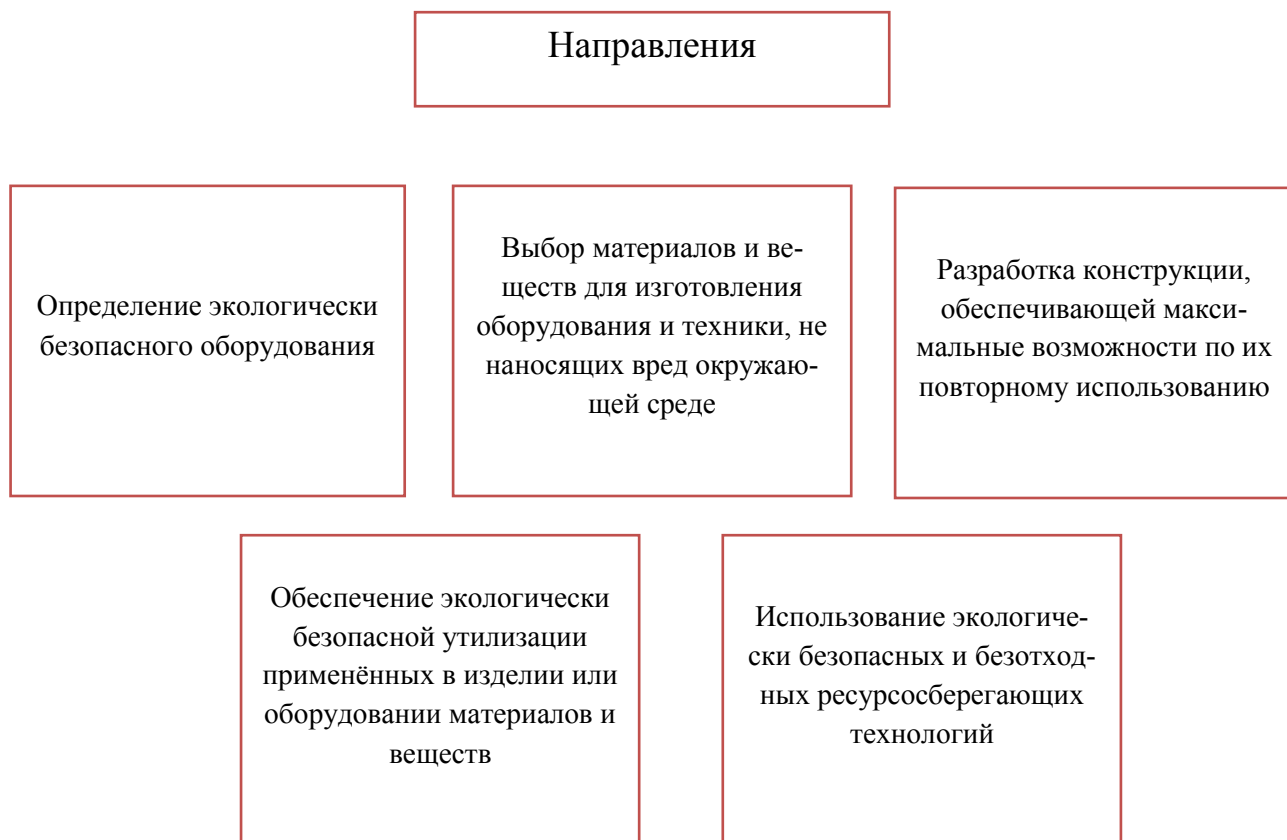 Направления
Определение экологически
безопасного оборудования
Выбор материалов и ве-
ществ для изготовления
оборудования и техники, не
наносящих вред окружаю-
щей среде
Разработка конструкции,
обеспечивающей макси-
мальные возможности по их
повторному использованию
Обеспечение экологически
безопасной утилизации
применённых в изделии или
оборудовании материалов и
веществ
Использование экологиче-
ски безопасных и безотход-
ных ресурсосберегающих
технологий